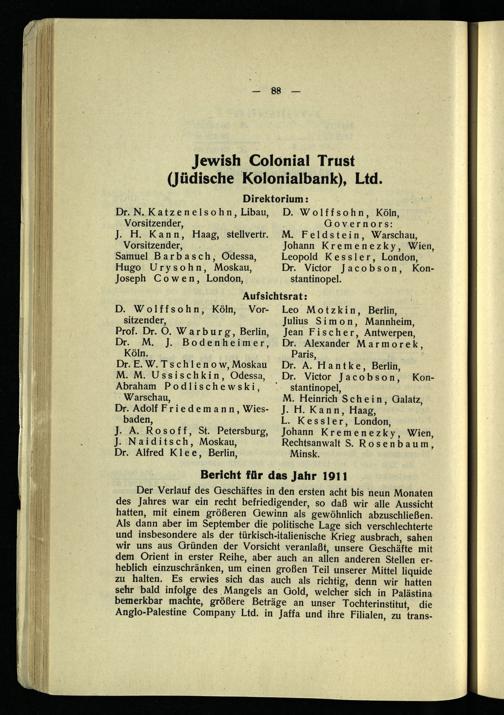 — 88 —
Jewish Colonial Trust
(Jüdische Kolonialbank), Ltd.
Direktorium:
Dr. N. Katzenelsohn, Libau,
Vorsitzender,
J. H. Kann, Haag, stellvertr.
Vorsitzender,
Samuel Barbasch, Odessa,
Hugo Urysohn, Moskau,
Joseph Cowen, London,
D. Wolffsohn, Köln,
Governors:
M. Feldstein, Warschau,
Johann Kremenezky, Wien,
Leopold Kessler, London,
Dr. Victor Jacobson, Kon-
stantinopel.
Aufsichtsrat:
D. Wolffsohn, Köln, Vor-
sitzender,
Prof. Dr. O. Warburg, Berlin,
Dr. M. J. Bodenheimer,
Köln.
Dr. E. W. Tschlenow, Moskau
M. M. Ussischkin, Odessa,
Abraham Podlischewski,
Warschau,
Dr. Adolf Friedemann, Wies-
baden,
J. A. Rosoff, St. Petersburg,
J. Naiditsch, Moskau,
Dr. Alfred Klee, Berlin,
Leo Motzkin, Berlin,
Julius Simon, Mannheim,
Jean Fischer, Antwerpen,
Dr. Alexander Marmorek,
Paris,
Dr. A. Hantke, Berlin,
Dr. Victor Jacobson, Kon-
stantinopel,
M. Heinrich Schein, Galatz,
J. H. Kann, Haag,
L. Kessler, London,
Johann Kremenezky, Wien,
Rechtsanwalt S. Rosenbaum,
Minsk.
Bericht für das Jahr 1911
Der Verlauf des Geschäftes in den ersten acht bis neun Monaten
des Jahres war ein recht befriedigender, so daß wir alle Aussicht
hatten, mit einem größeren Gewinn als gewöhnlich abzuschließen.
Als dann aber im September die politische Lage sich verschlechterte
und insbesondere als der türkisch-italienische Krieg ausbrach, sahen
wir uns aus Gründen der Vorsicht veranlaßt, unsere Geschäfte mit
dem Orient in erster Reihe, aber auch an allen anderen Stellen er-
heblich einzuschränken, um einen großen Teil unserer Mittel liquide
zu halten. Es erwies sich das auch als richtig, denn wir hatten
sehr bald infolge des Mangels an Gold, welcher sich in Palästina
bemerkbar machte, größere Beträge an unser Tochterinstitut, die
Anglo-Palestine Company Ltd. in Jaffa und ihre Filialen, zu trans-